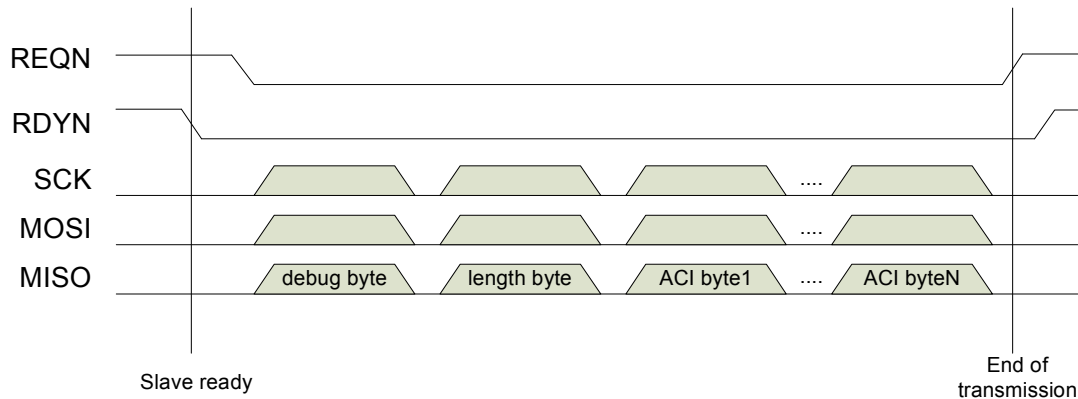 REQN
RDYN
SCK
....
MOSI
....
MISO
debug byte length byte ACI byte1 .... ACI byteN
Slave ready
End of
transmission